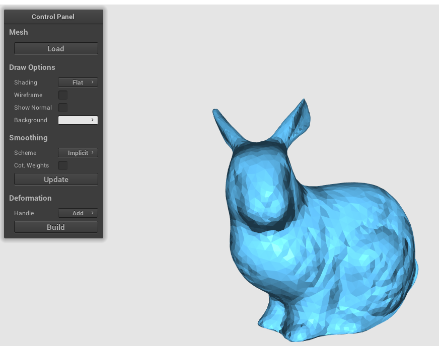 Control Panel
Mesh
Load
Draw Options
Shading Flat
Wireframe
Show Normal
Background
Smoothing
Scheme Implicit
Cot. Weights
Update
Deformation
Handle Add
Build